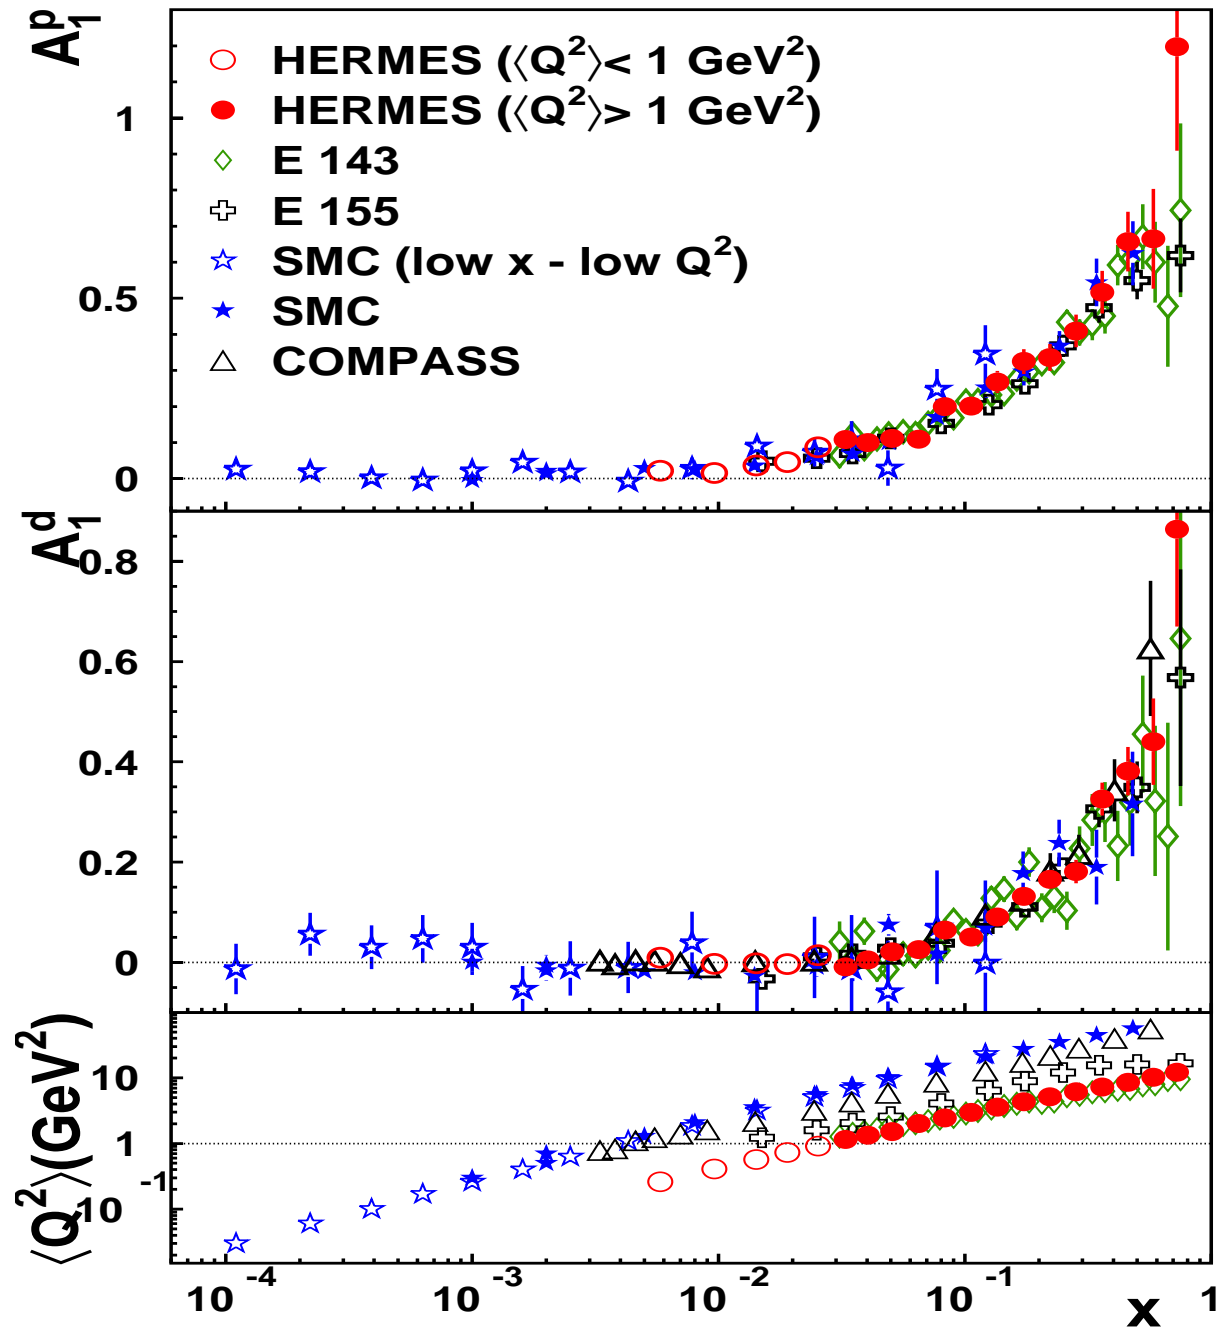 A₁ᵖ
HERMES (⟨Q²⟩< 1 GeV²)
HERMES (⟨Q²⟩> 1 GeV²)
E 143
E 155
SMC (low x - low Q²)
SMC
COMPASS
1
0.5
0
A₁ᵈ
0.8
0.6
0.4
0.2
0
⟨Q²⟩(GeV²)
10
1
10⁻¹
10⁻⁴ 10⁻³ 10⁻² 10⁻¹ 1
x